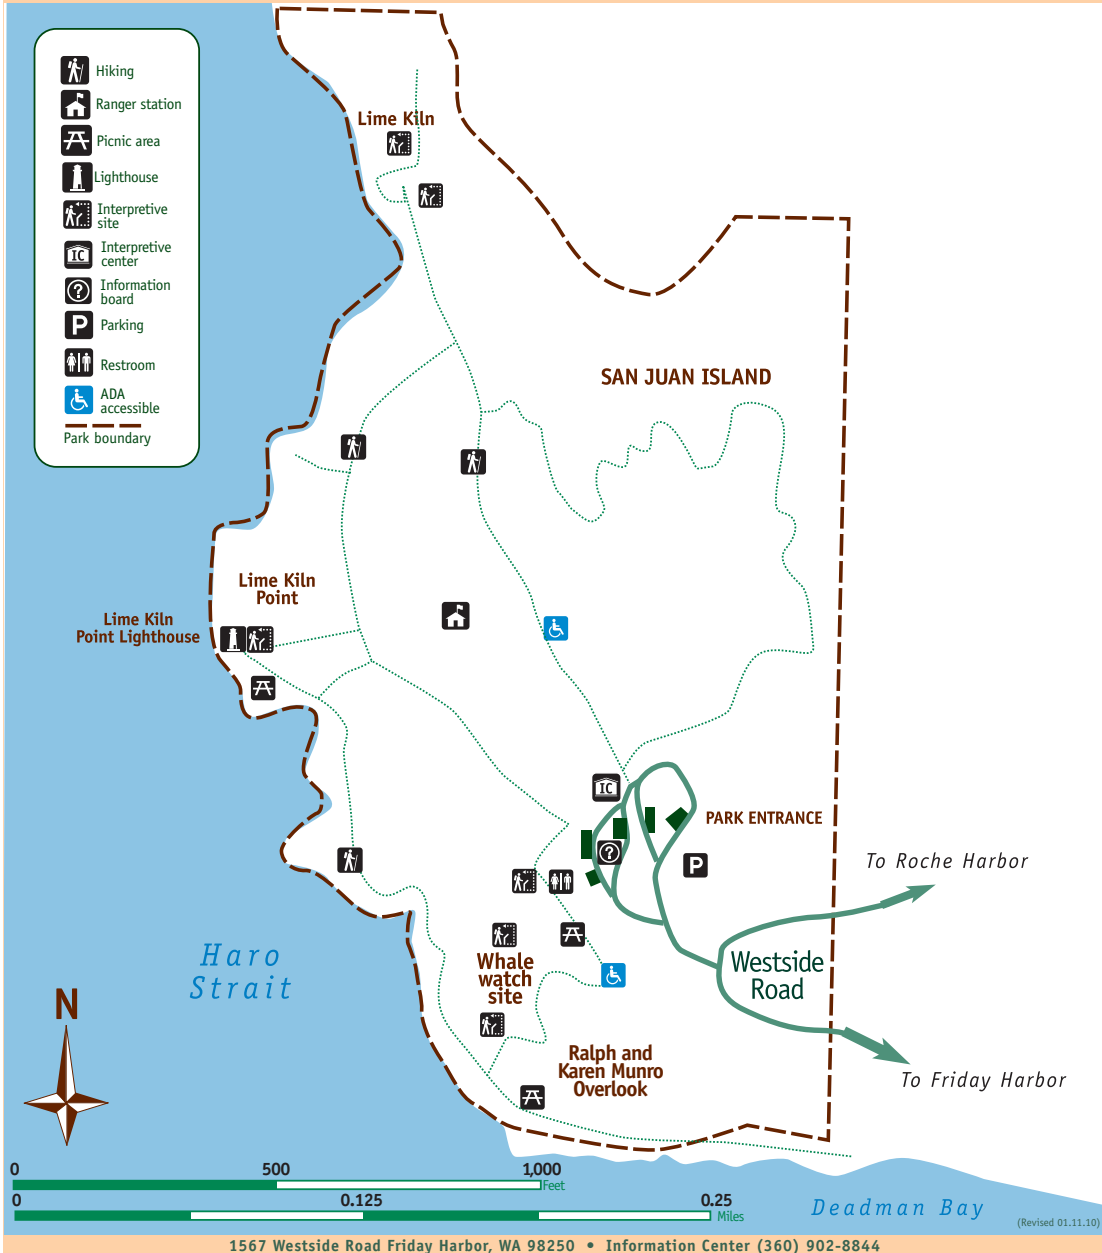 Hiking
Ranger station
Picnic area
Lighthouse
Interpretive
site
IC
Interpretive
center
?
Information
board
P
Parking
Restroom
ADA
accessible
Park boundary
Lime Kiln
SAN JUAN ISLAND
Lime Kiln
Point
Lime Kiln
Point Lighthouse
IC
PARK ENTRANCE
?
P
To Roche Harbor
Haro
Strait
Whale
watch
site
Westside
Road
N
Ralph and
Karen Munro
Overlook
To Friday Harbor
0 500 1,000
Feet
0 0.125 0.25
Miles
Deadman Bay
(Revised 01.11.10)
1567 Westside Road Friday Harbor, WA 98250 • Information Center (360) 902-8844